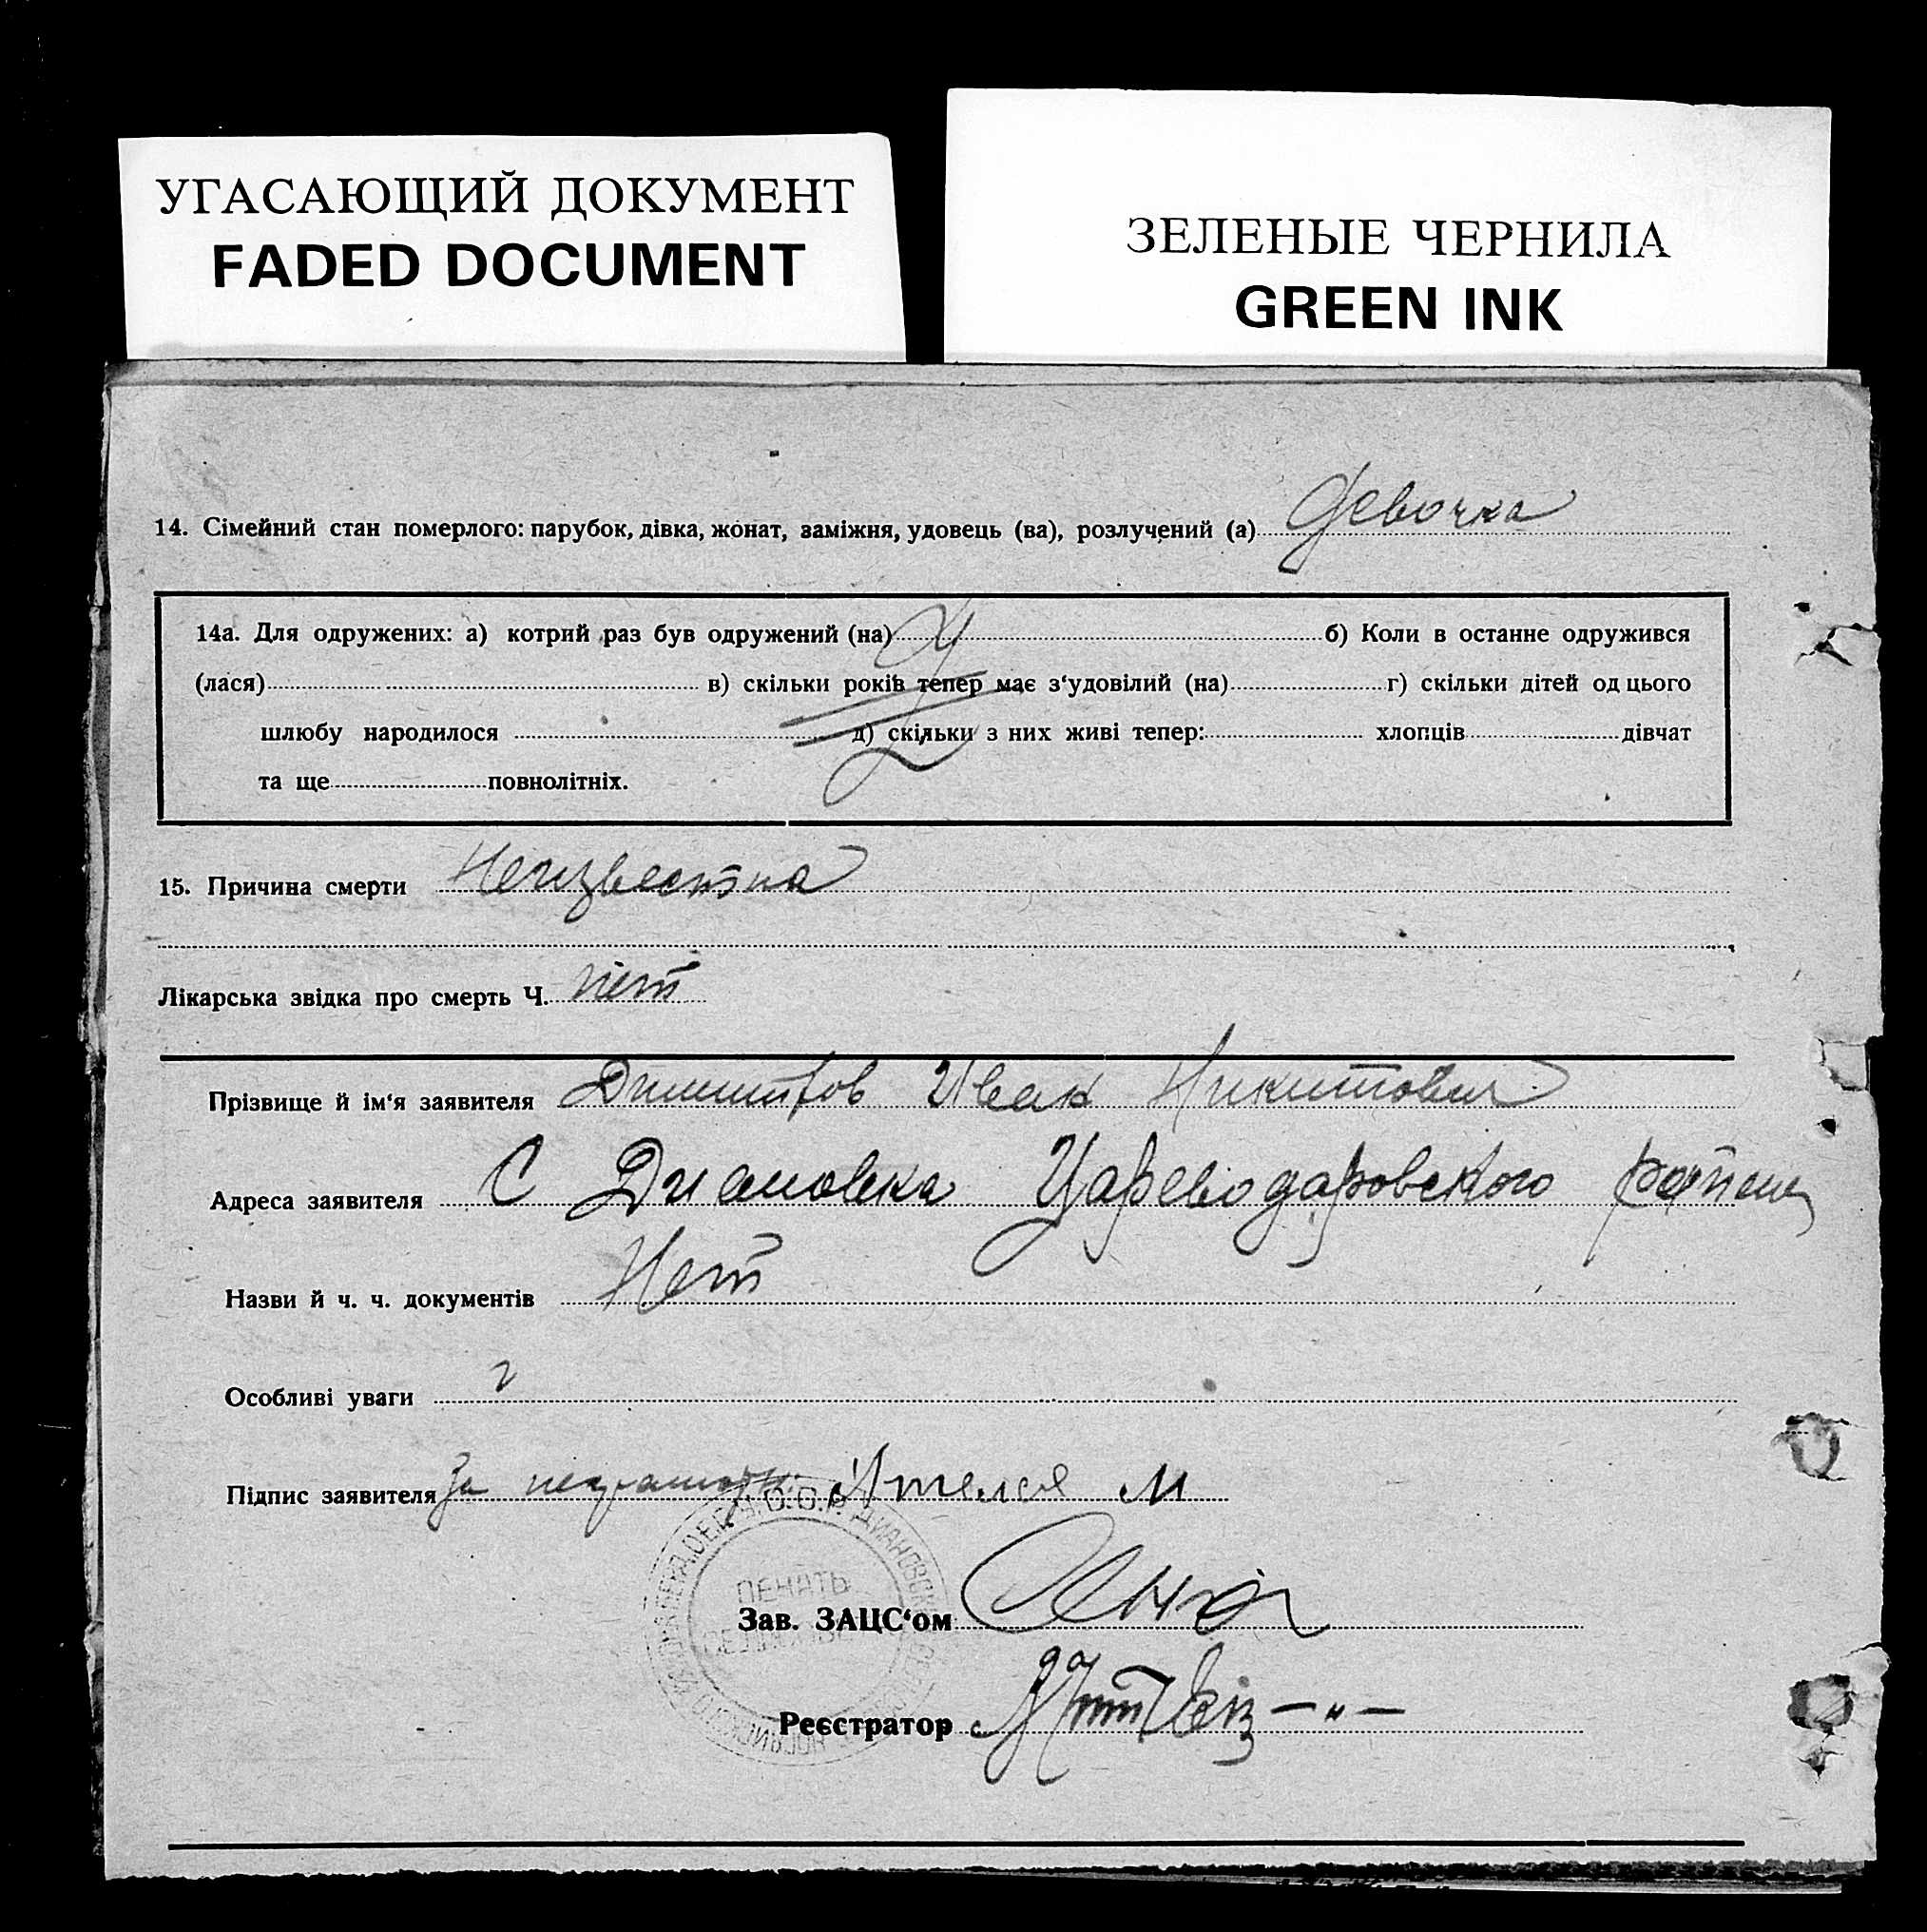 УГАСАЮЩИЙ ДОКУМЕНТ
FADED DOCUMENT
ЗЕЛЕНЫЕ ЧЕРНИЛА
GREEN INK
14. Сімейний стан померлого: парубок, дівка, жонат, заміжня, удовець (ва), розлучений (а) Девочка
14а. Для одружених: а) котрий раз був одружений (на) б) Коли в останне одружився
(лася) в) скільки років тепер має з‘удовілий (на) г) скільки дітей од цього
шлюбу народилося д) скільки з них живі тепер: хлопців дівчат
та ще повнолітніх.
15. Причина смерти Неизвестна
Лікарська звідка про смерть Ч. нет
Прізвище й ім‘я заявителя Димитров Иван Никитович
Адреса заявителя С Диановка Цареводаровского района
Назви й ч. ч. документів Нет
Особливі уваги
Підпис заявителя За неграмотн. М
У.С.С.Р. ДИАНОВСК
ПЕЧАТЬ
Зав. ЗАЦС‘ом
Реєстратор — „ —